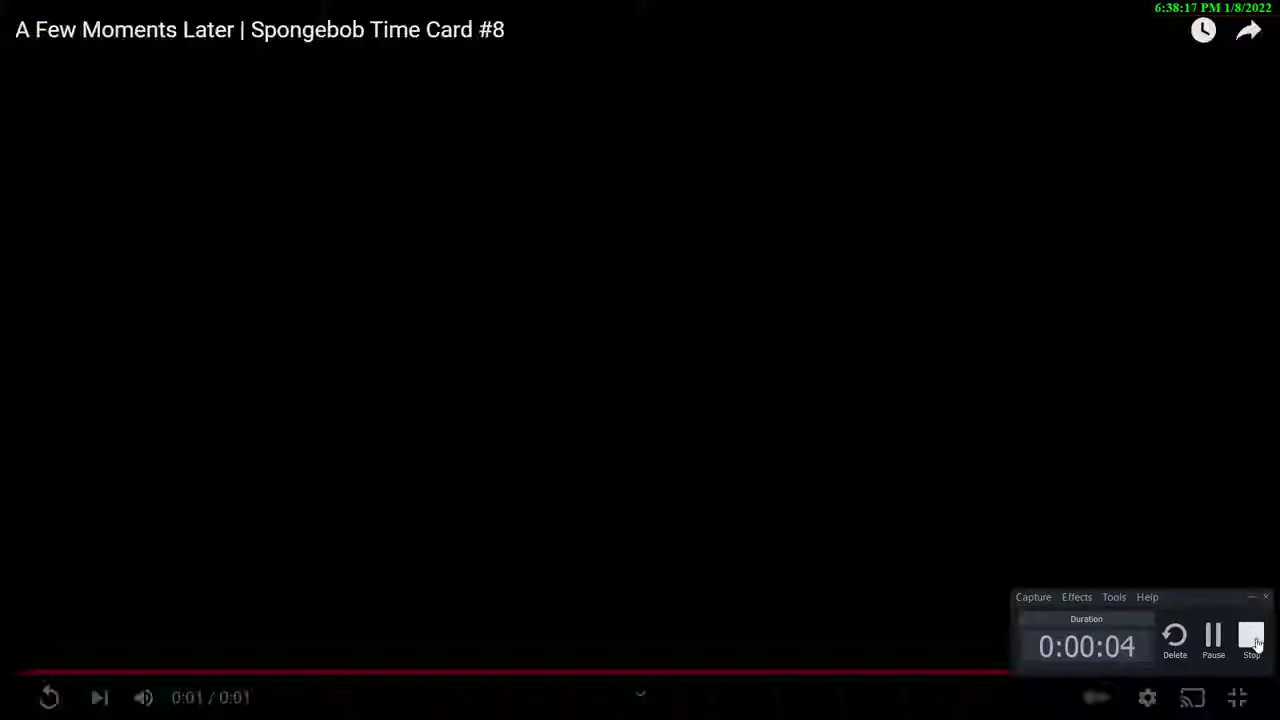 6:38:17 PM 1/8/2022
A Few Moments Later | Spongebob Time Card #8
Capture Effects Tools Help
Duration
0:00:04
Delete Pause Stop
0:01 / 0:01